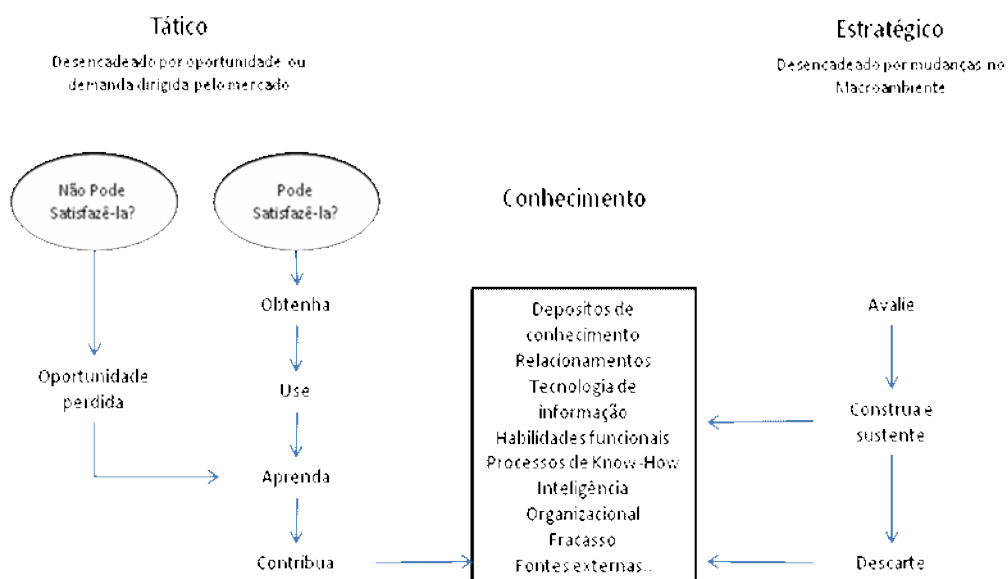 Tático
Desencadeado por oportunidade ou
demanda dirigida pelo mercado
Estratégico
Desencadeado por mudanças no
Macroambiente
Não Pode
Satisfazê-la?
Pode
Satisfazê-la?
Conhecimento
Obtenha
Use
Oportunidade
perdida
Aprenda
Contribua
Depositos de
conhecimento
Relacionamentos
Tecnologia de
informação
Habilidades funcionais
Processos de Know-How
Inteligência
Organizacional
Fracasso
Fontes externas..
Avalie
Construa e
sustente
Descarte